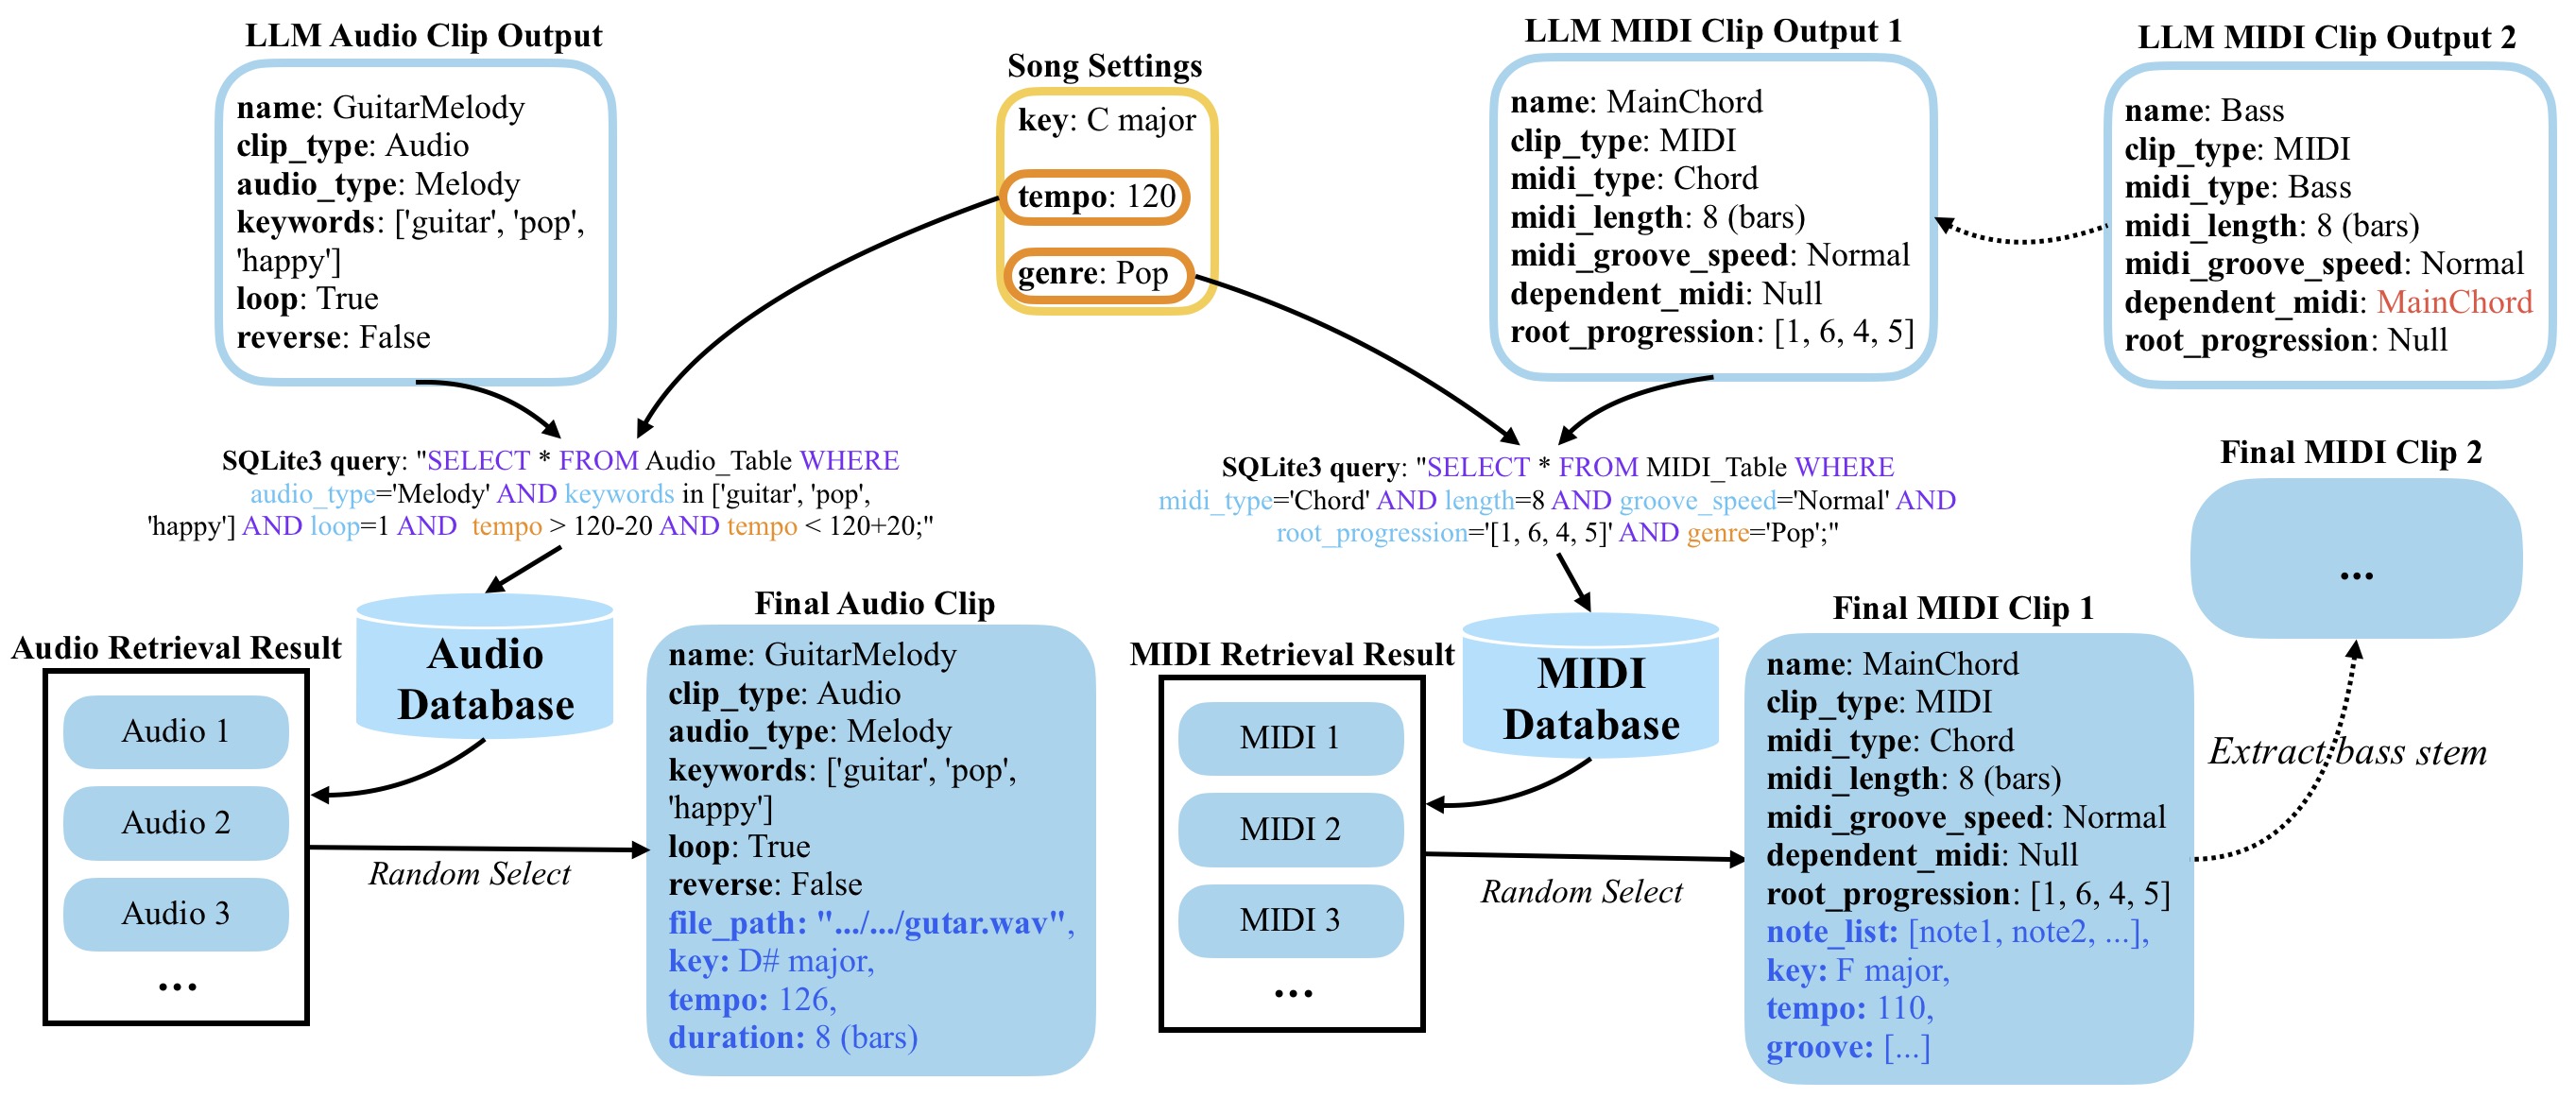 LLM Audio Clip Output
name: GuitarMelody
clip_type: Audio
audio_type: Melody
keywords: ['guitar', 'pop',
'happy']
loop: True
reverse: False
Song Settings
key: C major
tempo: 120
genre: Pop
LLM MIDI Clip Output 1
name: MainChord
clip_type: MIDI
midi_type: Chord
midi_length: 8 (bars)
midi_groove_speed: Normal
dependent_midi: Null
root_progression: [1, 6, 4, 5]
LLM MIDI Clip Output 2
name: Bass
clip_type: MIDI
midi_type: Bass
midi_length: 8 (bars)
midi_groove_speed: Normal
dependent_midi: MainChord
root_progression: Null
SQLite3 query: "SELECT * FROM Audio_Table WHERE
audio_type='Melody' AND keywords in ['guitar', 'pop',
'happy'] AND loop=1 AND tempo > 120-20 AND tempo < 120+20;"
SQLite3 query: "SELECT * FROM MIDI_Table WHERE
midi_type='Chord' AND length=8 AND groove_speed='Normal' AND
root_progression='[1, 6, 4, 5]' AND genre='Pop';"
Audio
Database
Audio Retrieval Result
Audio 1
Audio 2
Audio 3
...
Random Select
Final Audio Clip
name: GuitarMelody
clip_type: Audio
audio_type: Melody
keywords: ['guitar', 'pop',
'happy']
loop: True
reverse: False
file_path: ".../.../gutar.wav",
key: D# major,
tempo: 126,
duration: 8 (bars)
MIDI
Database
MIDI Retrieval Result
MIDI 1
MIDI 2
MIDI 3
...
Random Select
Final MIDI Clip 1
name: MainChord
clip_type: MIDI
midi_type: Chord
midi_length: 8 (bars)
midi_groove_speed: Normal
dependent_midi: Null
root_progression: [1, 6, 4, 5]
note_list: [note1, note2, ...],
key: F major,
tempo: 110,
groove: [...]
Final MIDI Clip 2
...
Extract bass stem